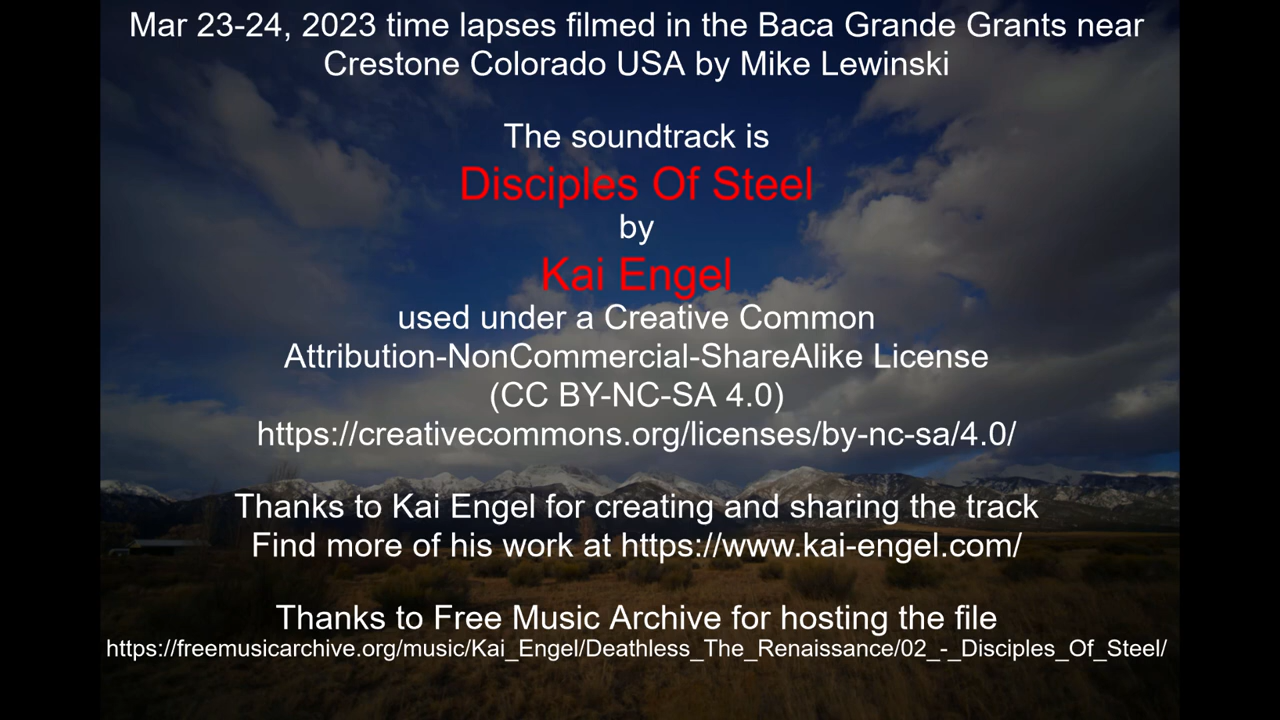 Mar 23-24, 2023 time lapses filmed in the Baca Grande Grants near
Crestone Colorado USA by Mike Lewinski
The soundtrack is
Disciples Of Steel
by
Kai Engel
used under a Creative Common
Attribution-NonCommercial-ShareAlike License
(CC BY-NC-SA 4.0)
https://creativecommons.org/licenses/by-nc-sa/4.0/
Thanks to Kai Engel for creating and sharing the track
Find more of his work at https://www.kai-engel.com/
Thanks to Free Music Archive for hosting the file
https://freemusicarchive.org/music/Kai_Engel/Deathless_The_Renaissance/02_-_Disciples_Of_Steel/